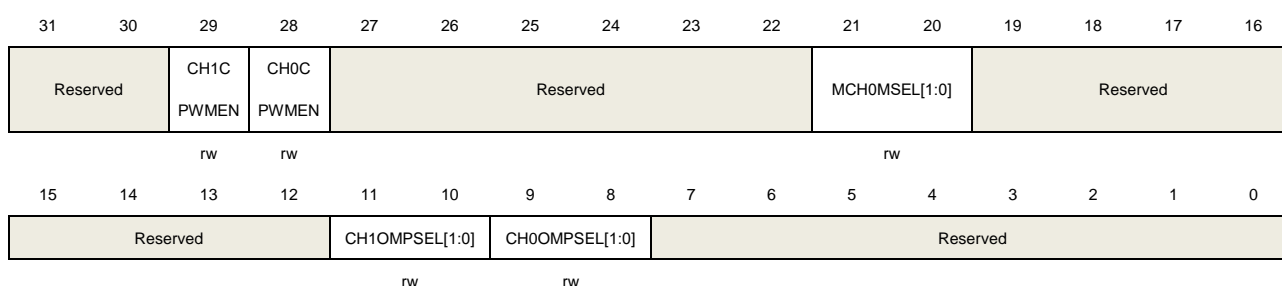 31 30 29 28 27 26 25 24 23 22 21 20 19 18 17 16
Reserved CH1C PWMEN CH0C PWMEN Reserved MCH0MSEL[1:0] Reserved
rw rw rw
15 14 13 12 11 10 9 8 7 6 5 4 3 2 1 0
Reserved CH1OMPSEL[1:0] CH0OMPSEL[1:0] Reserved
rw rw